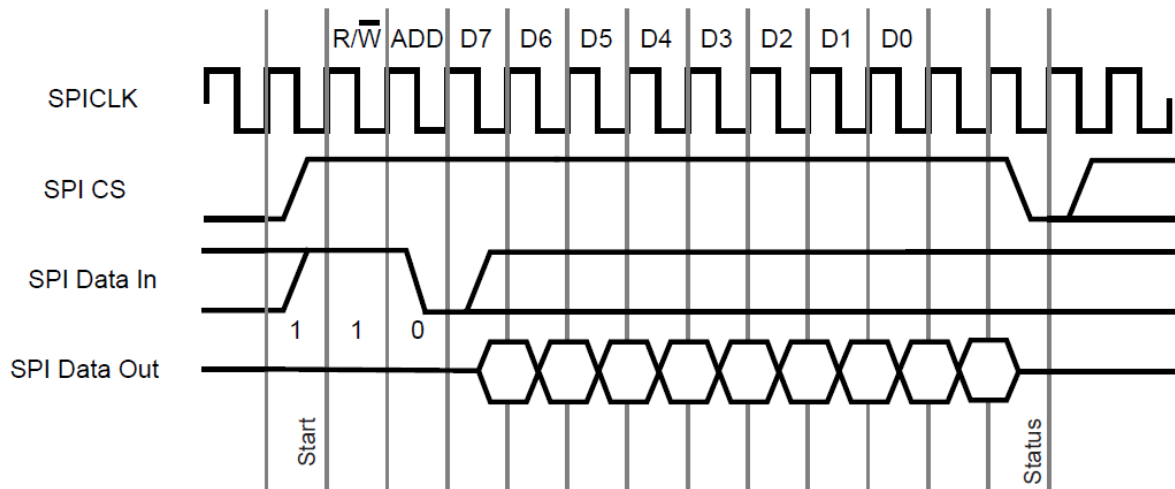 R/W̅ ADD D7 D6 D5 D4 D3 D2 D1 D0
SPICLK
SPI CS
SPI Data In
1 1 0
SPI Data Out
Start
Status